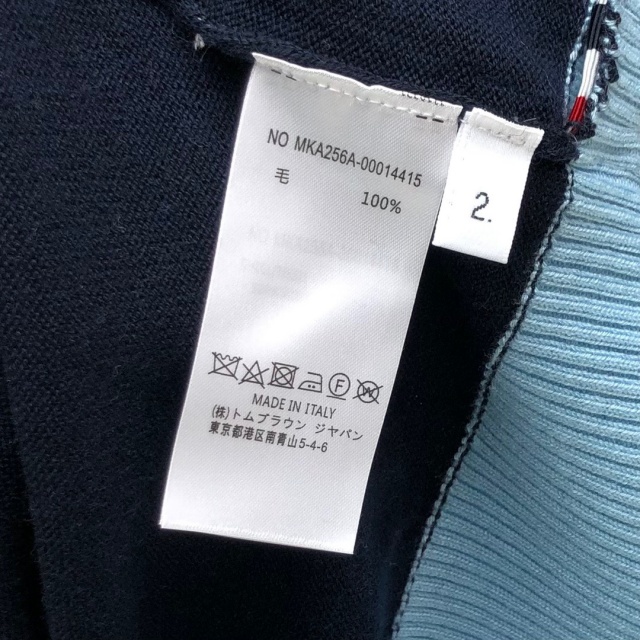 NO MKA256A-00014415
毛 100%
2.
MADE IN ITALY
(株)トムブラウン ジャパン
東京都港区南青山5-4-6